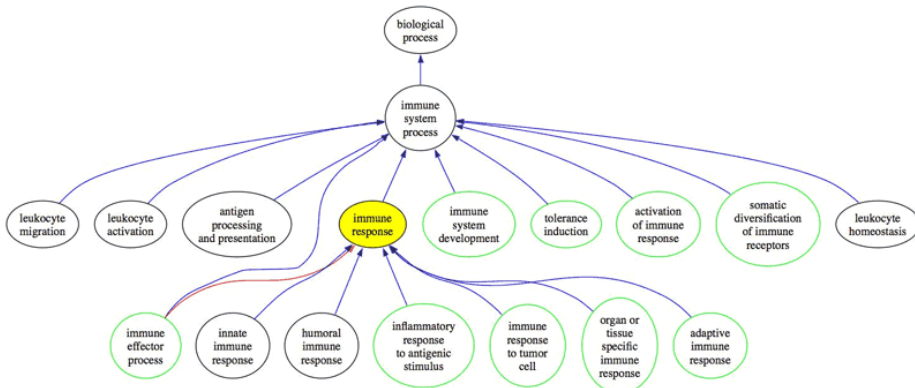 biological
process
immune
system
process
leukocyte
migration
leukocyte
activation
antigen
processing
and presentation
immune
response
immune
system
development
tolerance
induction
activation
of immune
response
somatic
diversification
of immune
receptors
leukocyte
homeostasis
immune
effector
process
innate
immune
response
humoral
immune
response
inflammatory
response
to antigenic
stimulus
immune
response
to tumor
cell
organ or
tissue
specific
immune
response
adaptive
immune
response